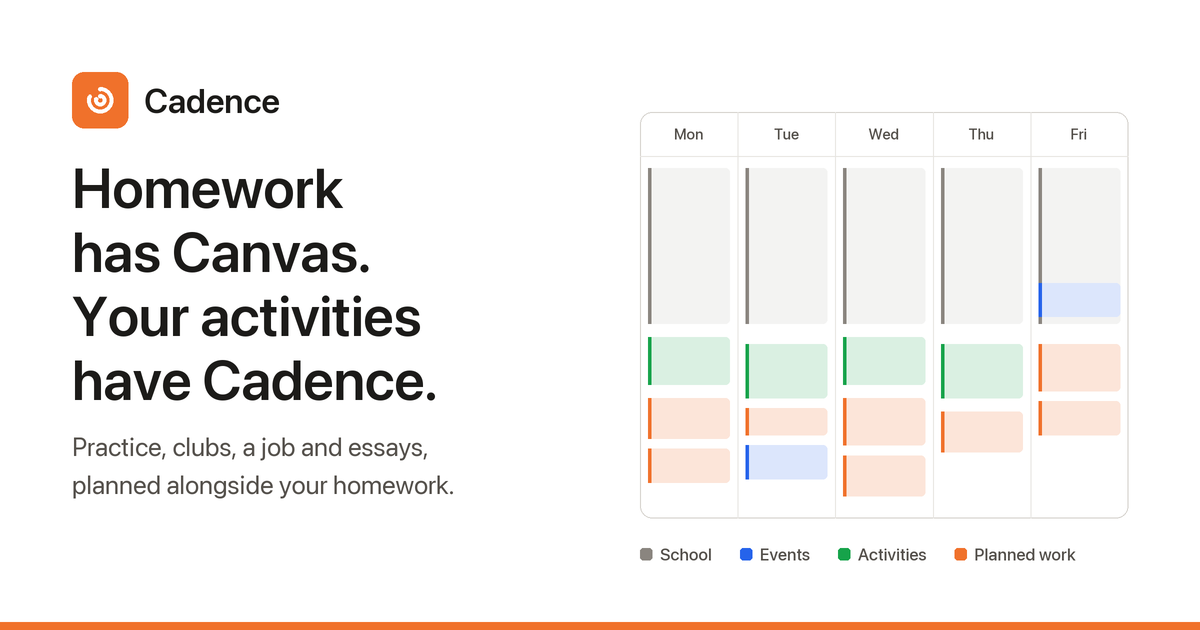 Cadence
Homework
has Canvas.
Your activities
have Cadence.
Practice, clubs, a job and essays,
planned alongside your homework.
Mon Tue Wed Thu Fri
School Events Activities Planned work